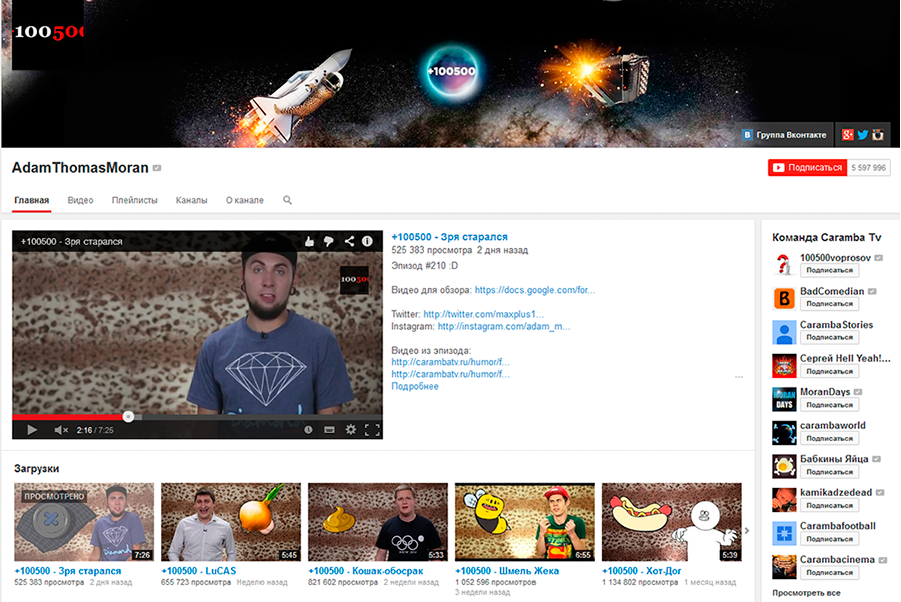 100500
+100500
Группа Вконтакте
AdamThomasMoran
Подписаться 5 597 996
Главная Видео Плейлисты Каналы О канале
+100500 - Зря старался
100500
Diamond
2:16 / 7:25
+100500 - Зря старался
525 383 просмотра 2 дня назад
Эпизод #210 :D
Видео для обзора: https://docs.google.com/for...
Twitter: http://twitter.com/maxplus1...
Instagram: http://instagram.com/adam_m...
Видео из эпизода:
http://carambatv.ru/humor/f...
http://carambatv.ru/humor/f...
Подробнее
...
Команда Caramba Tv
100500voprosov
Подписаться
BadComedian
Подписаться
CarambaStories
Подписаться
Сергей Hell Yeah!...
Подписаться
MORAN
DAYS
MoranDays
Подписаться
carambaworld
Подписаться
Бабкины Яйца
Подписаться
kamikadzedead
Подписаться
Carambafootball
Подписаться
Carambacinema
Подписаться
Просмотреть все
Загрузки
ПРОСМОТРЕНО
7:26
+100500 - Зря старался
525 383 просмотра 2 дня назад
5:45
+100500 - LuCAS
655 723 просмотра Неделю назад
5:33
+100500 - Кошак-обосрак
821 602 просмотра 2 недели назад
6:55
+100500 - Шмель Жека
1 052 596 просмотров
3 недели назад
5:39
+100500 - Хот-Дог
1 134 802 просмотра 1 месяц назад